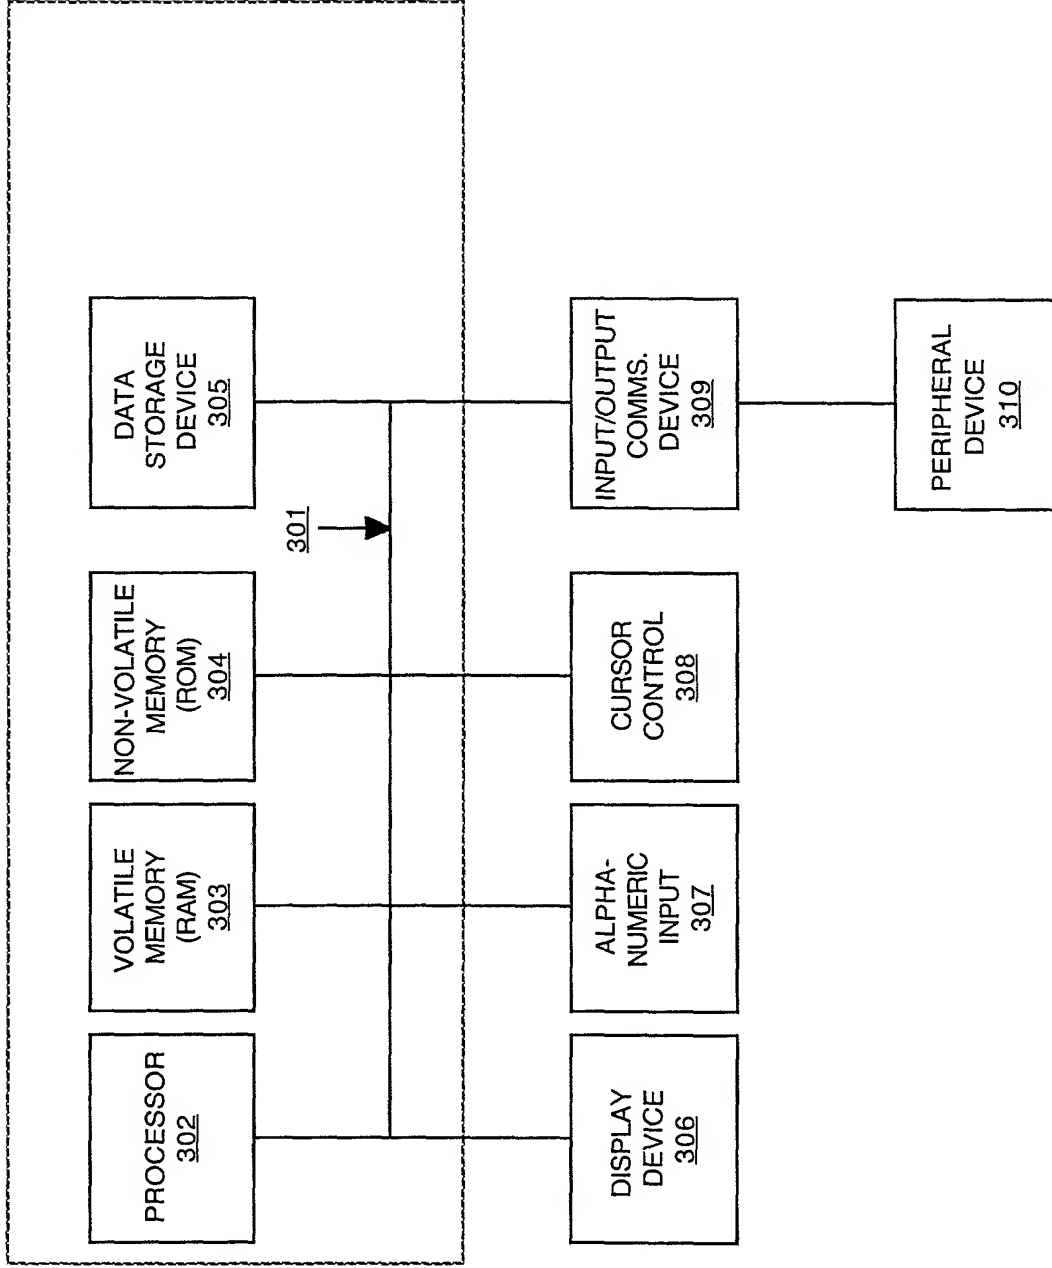 PROCESSOR
302
VOLATILE
MEMORY
(RAM)
303
NON-VOLATILE
MEMORY
(ROM)
304
DATA
STORAGE
DEVICE
305
301
DISPLAY
DEVICE
306
ALPHA-
NUMERIC
INPUT
307
CURSOR
CONTROL
308
INPUT/OUTPUT
COMMS.
DEVICE
309
PERIPHERAL
DEVICE
310